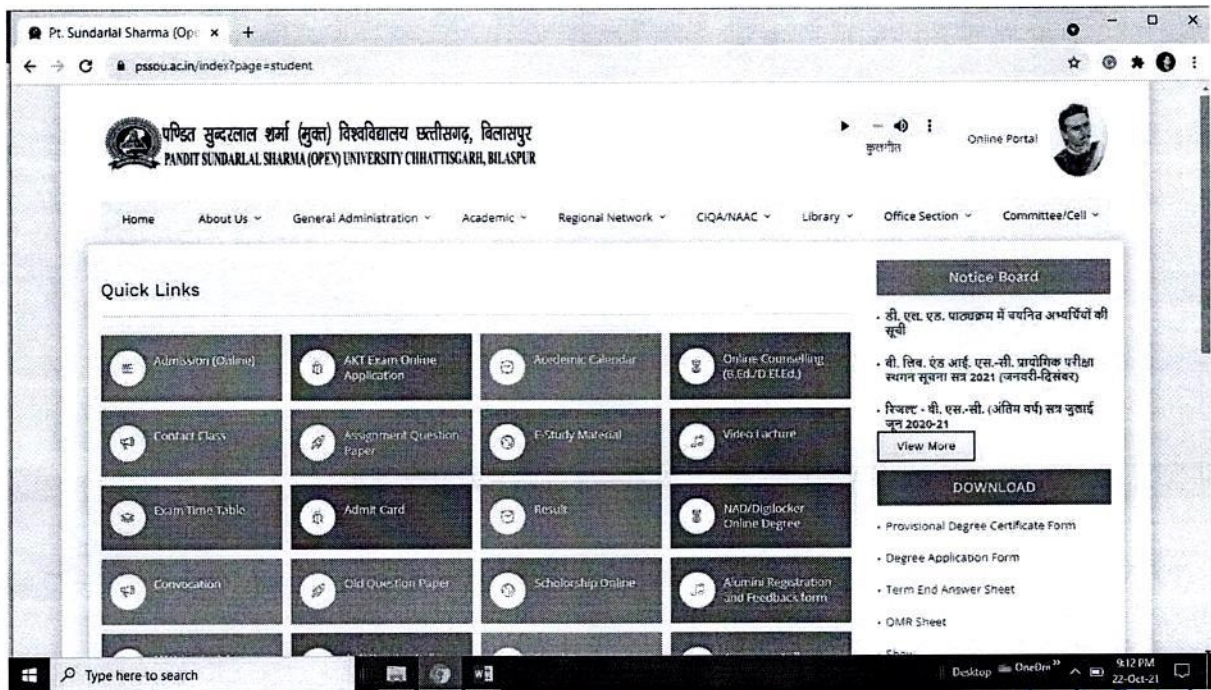 Pt. Sundarlal Sharma (Ope
pssou.ac.in/index?page=student
पण्डित सुन्दरलाल शर्मा (मुक्त) विश्वविद्यालय छत्तीसगढ़, बिलासपुर
PANDIT SUNDARLAL SHARMA (OPEN) UNIVERSITY CHHATTISGARH, BILASPUR
कुलगीत
Online Portal
Home About Us General Administration Academic Regional Network CIQA/NAAC Library Office Section Committee/Cell
Quick Links
Admission (Online)
AKT Exam Online Application
Academic Calendar
Online Counselling (B.Ed./D.El.Ed.)
Contact Class
Assignment Question Paper
E-Study Material
Video Lacture
Exam Time Table
Admit Card
Result
NAD/Digilocker Online Degree
Convocation
Old Question Paper
Scholorship Online
Alumini Registration and Feedback form
Notice Board
डी. एल. एड. पाठ्यक्रम में चयनित अभ्यर्थियों की
सूची
बी. लिब. एंड आई. एस.-सी. प्रायोगिक परीक्षा
स्थगन सूचना सत्र 2021 (जनवरी-दिसंबर)
रिजल्ट - बी. एस.-सी. (अंतिम वर्ष) सत्र जुलाई
जून 2020-21
View More
DOWNLOAD
Provisional Degree Certificate Form
Degree Application Form
Term End Answer Sheet
OMR Sheet
Type here to search
Desktop
9:12 PM
22-Oct-21